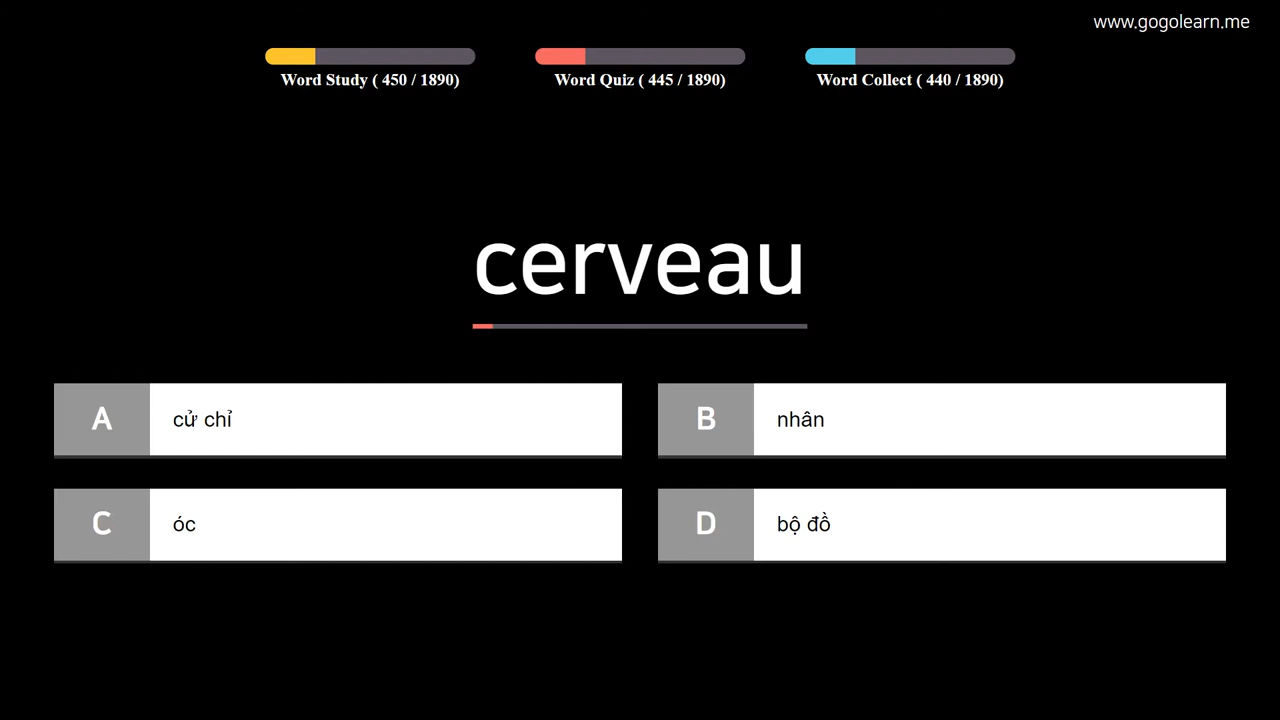 www.gogolearn.me
Word Study ( 450 / 1890)
Word Quiz ( 445 / 1890)
Word Collect ( 440 / 1890)
cerveau
A cử chỉ
B nhân
C óc
D bộ đồ